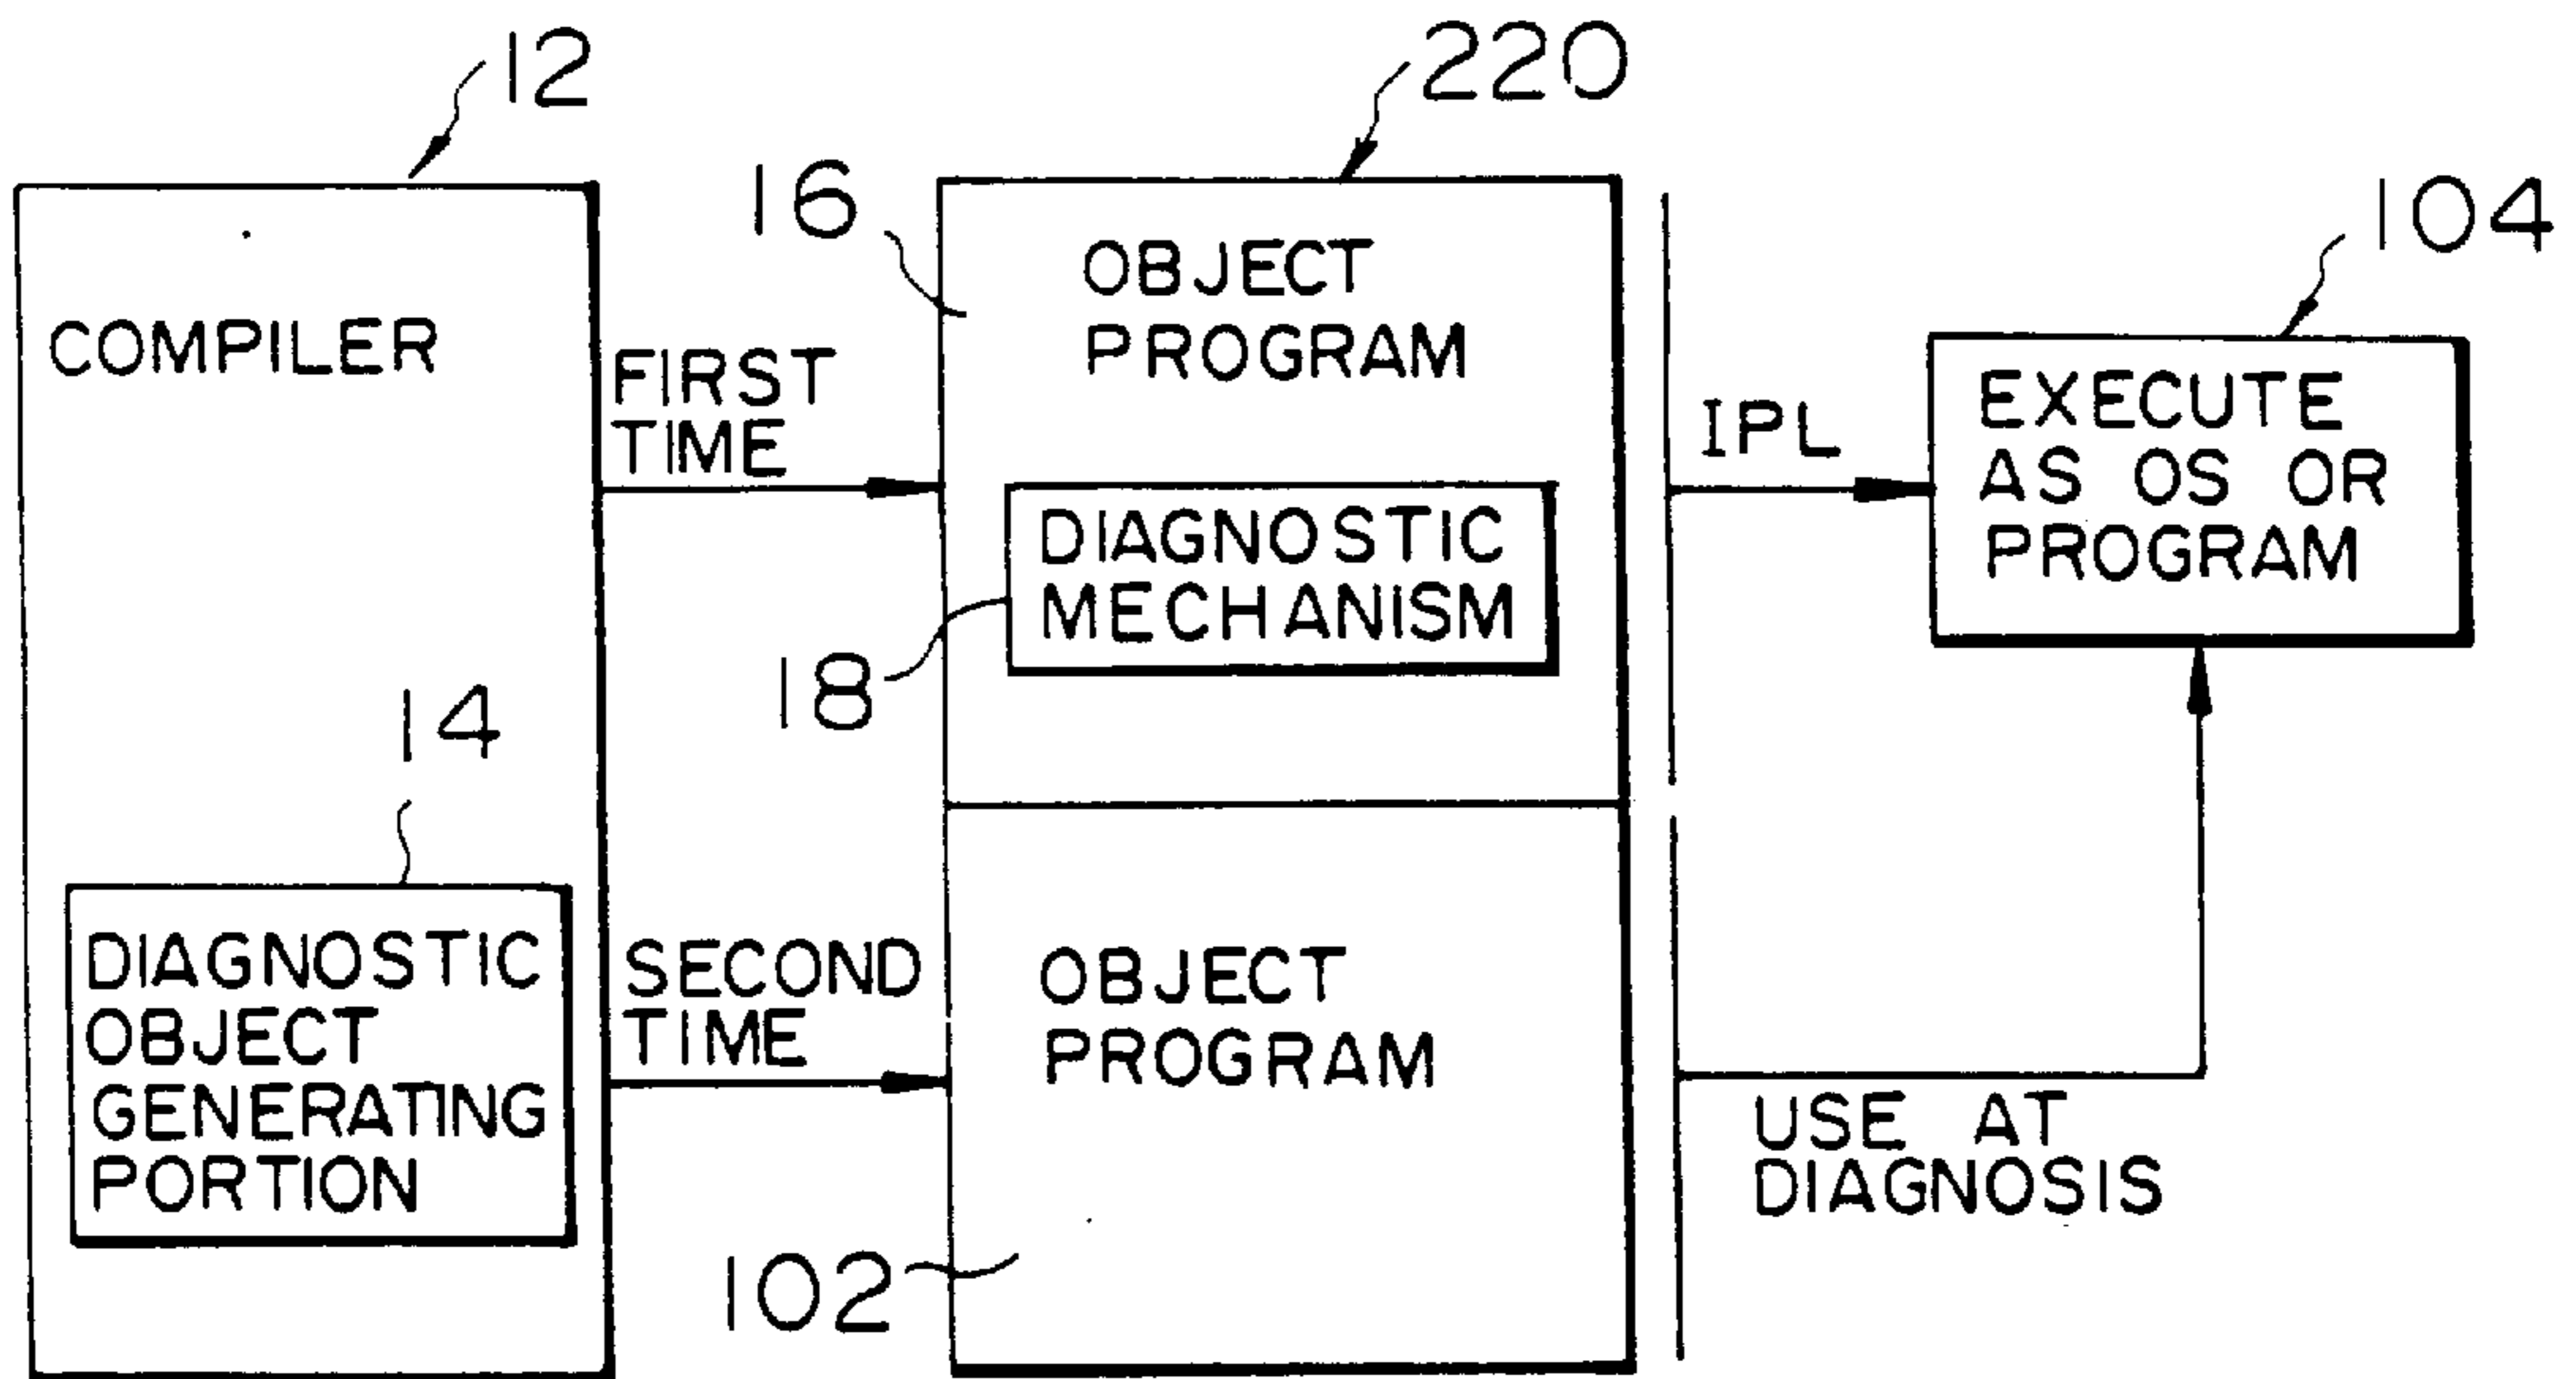 12
220
16
104
OBJECT
PROGRAM
COMPILER
FIRST
TIME
IPL
EXECUTE
AS OS OR
PROGRAM
DIAGNOSTIC
MECHANISM
18
14
DIAGNOSTIC
OBJECT
GENERATING
PORTION
SECOND
TIME
OBJECT
PROGRAM
USE AT
DIAGNOSIS
102